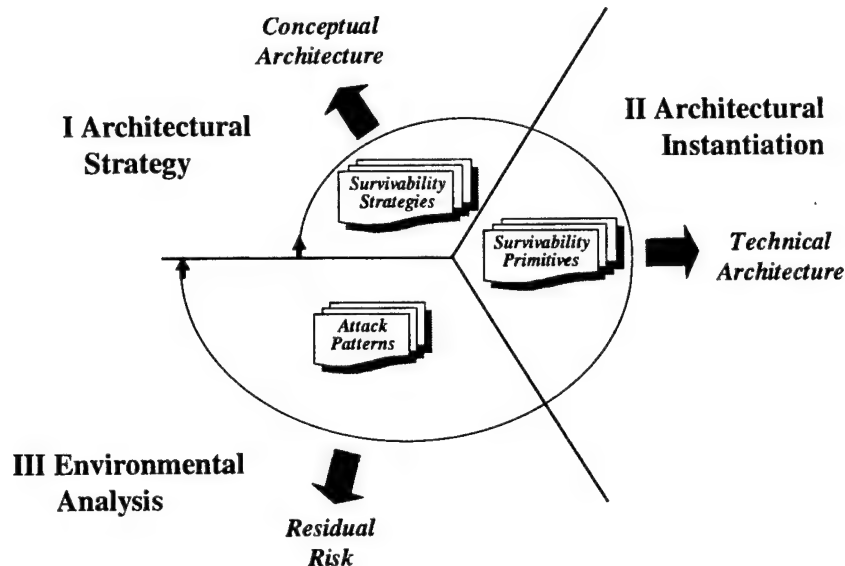 Conceptual
Architecture
I Architectural
Strategy
II Architectural
Instantiation
Survivability
Strategies
Survivability
Primitives
Technical
Architecture
Attack
Patterns
III Environmental
Analysis
Residual
Risk